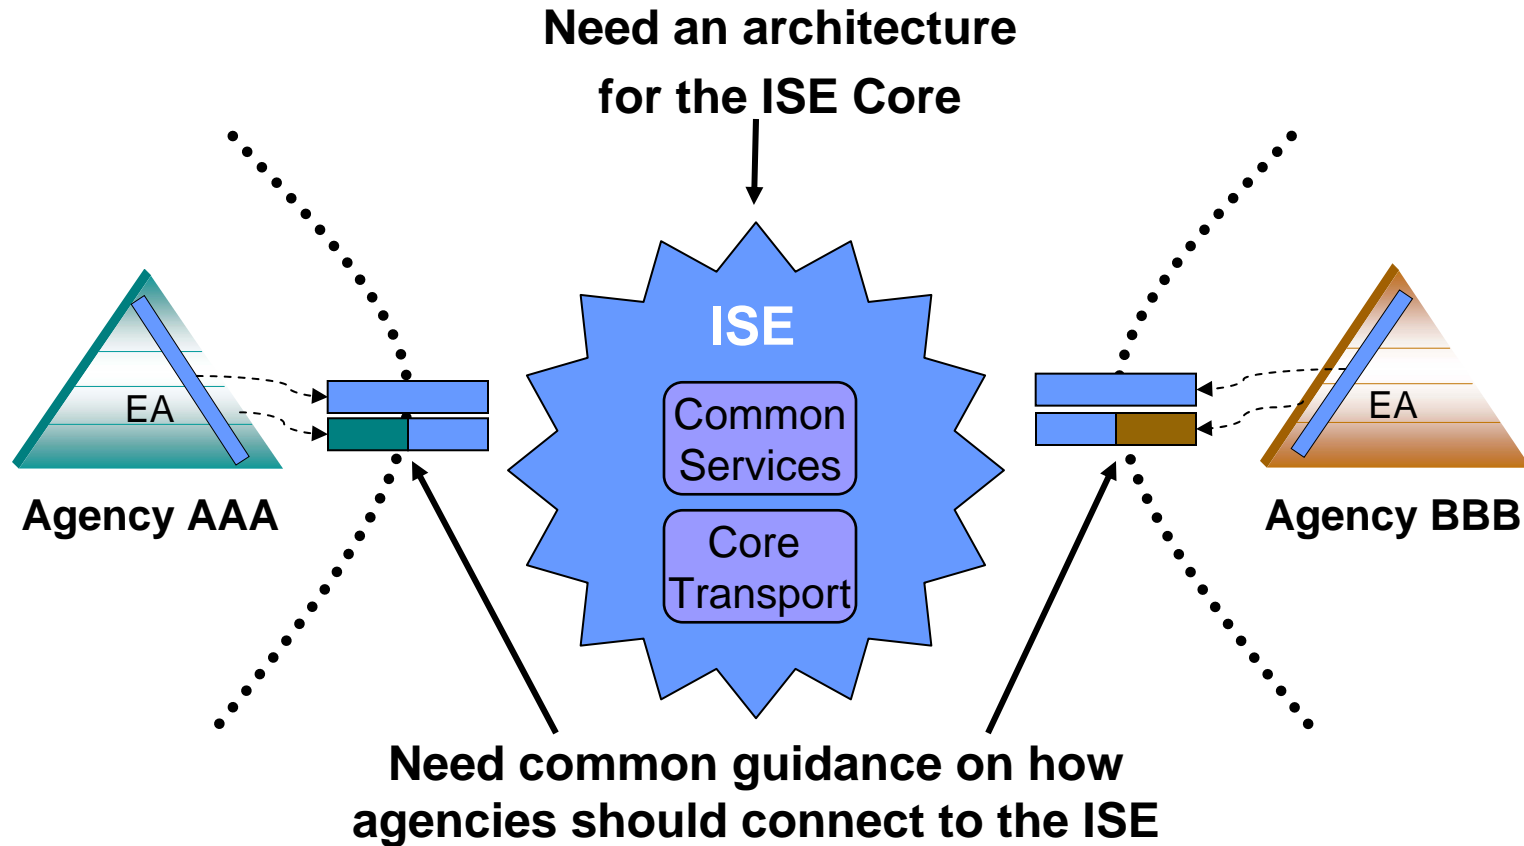 Need an architecture
for the ISE Core
ISE
Common
Services
Core
Transport
EA
Agency AAA
EA
Agency BBB
Need common guidance on how
agencies should connect to the ISE